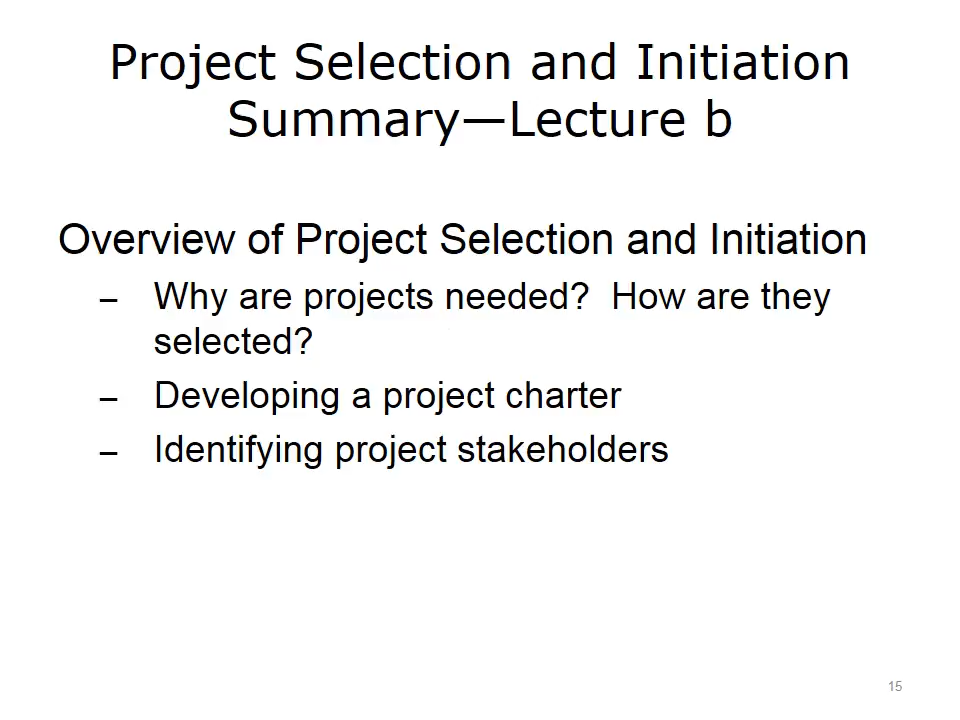 Project Selection and Initiation
Summary—Lecture b
Overview of Project Selection and Initiation
– Why are projects needed?  How are they
selected?
– Developing a project charter
– Identifying project stakeholders
15